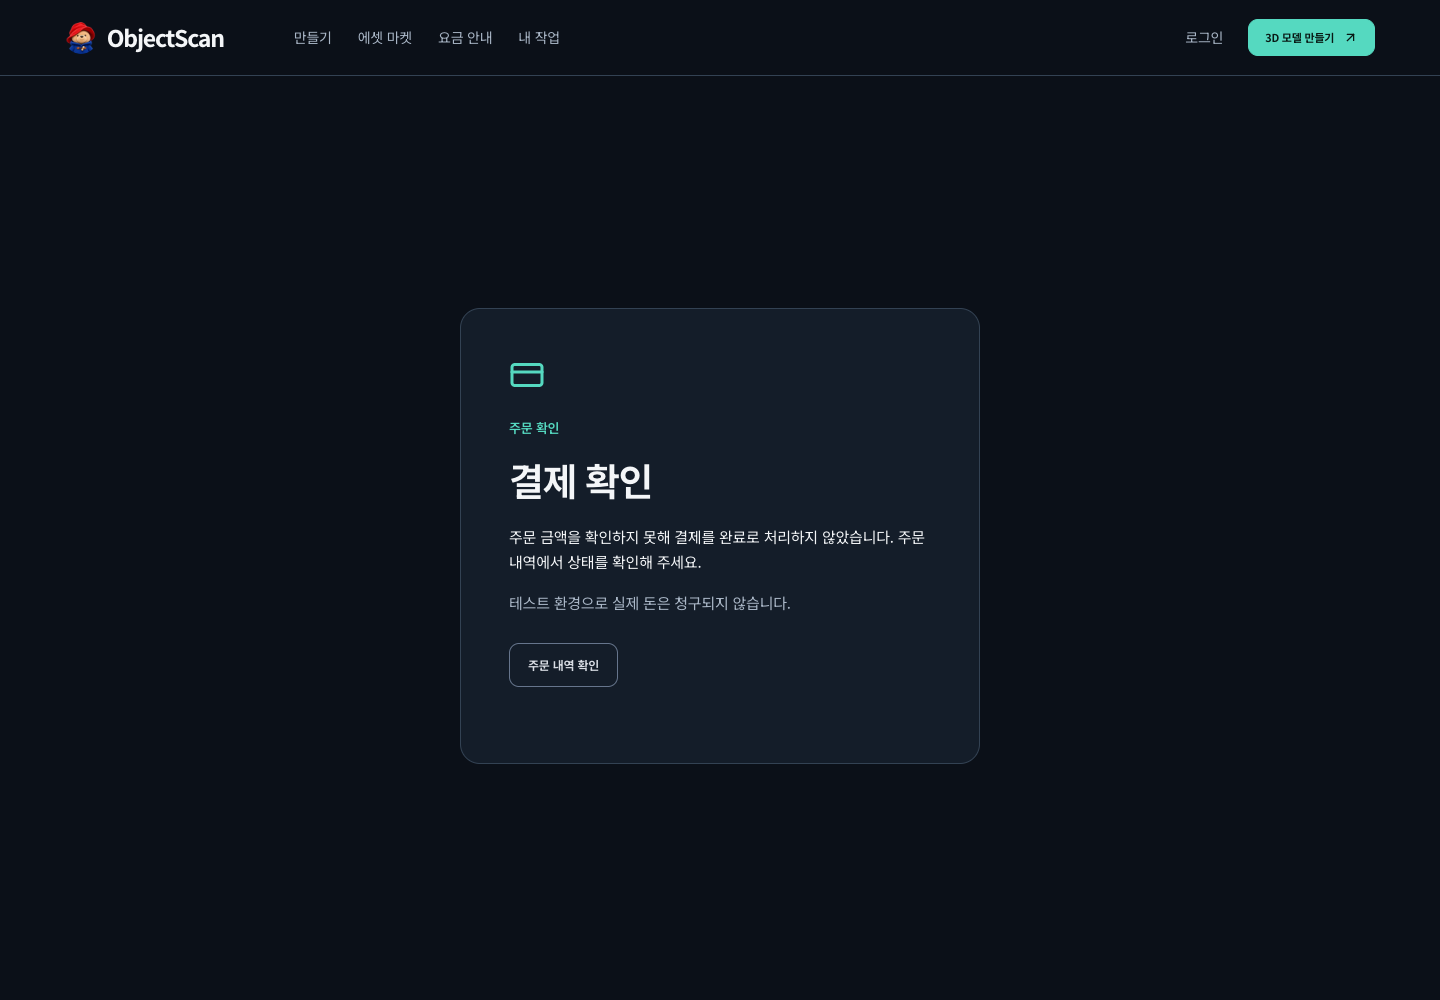 ObjectScan
만들기
에셋 마켓
요금 안내
내 작업
로그인
3D 모델 만들기
주문 확인
결제 확인
주문 금액을 확인하지 못해 결제를 완료로 처리하지 않았습니다. 주문
내역에서 상태를 확인해 주세요.
테스트 환경으로 실제 돈은 청구되지 않습니다.
주문 내역 확인